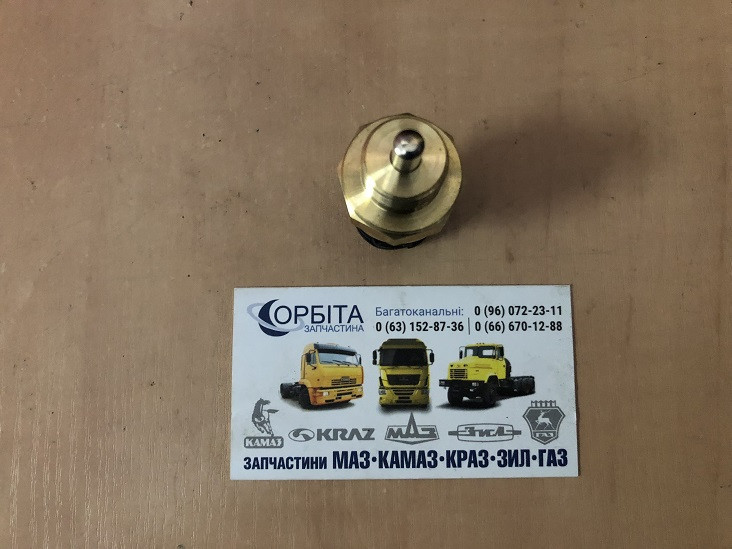 ОРБІТА
ЗАПЧАСТИНА
Багатоканальні: 0 (96) 072-23-11
0 (63) 152-87-36 0 (66) 670-12-88
КАМАЗ KRAZ МАЗ ЗИЛ ГАЗ
ЗАПЧАСТИНИ МАЗ·КАМАЗ·КРАЗ·ЗИЛ·ГАЗ